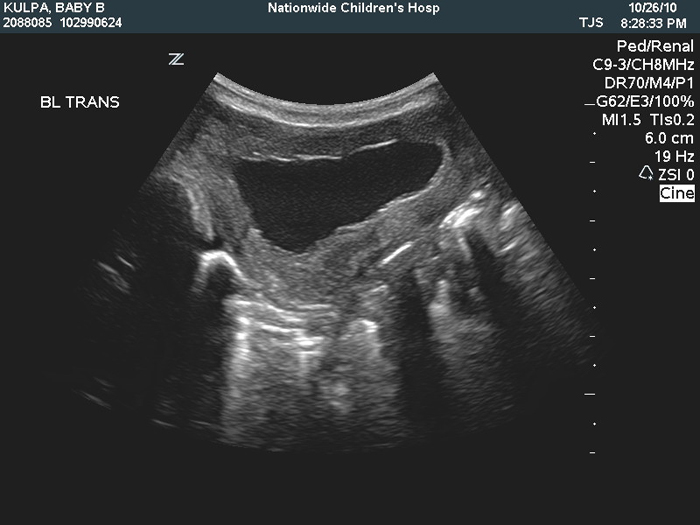 KULPA, BABY B
Nationwide Children's Hosp
10/26/10
2088085 102990624
TJS
8:28:33 PM
Z
BL TRANS
Ped/Renal
C9-3/CH8MHz
DR70/M4/P1
G62/E3/100%
MI1.5 TIs0.2
6.0 cm
19 Hz
ZSI 0
Cine